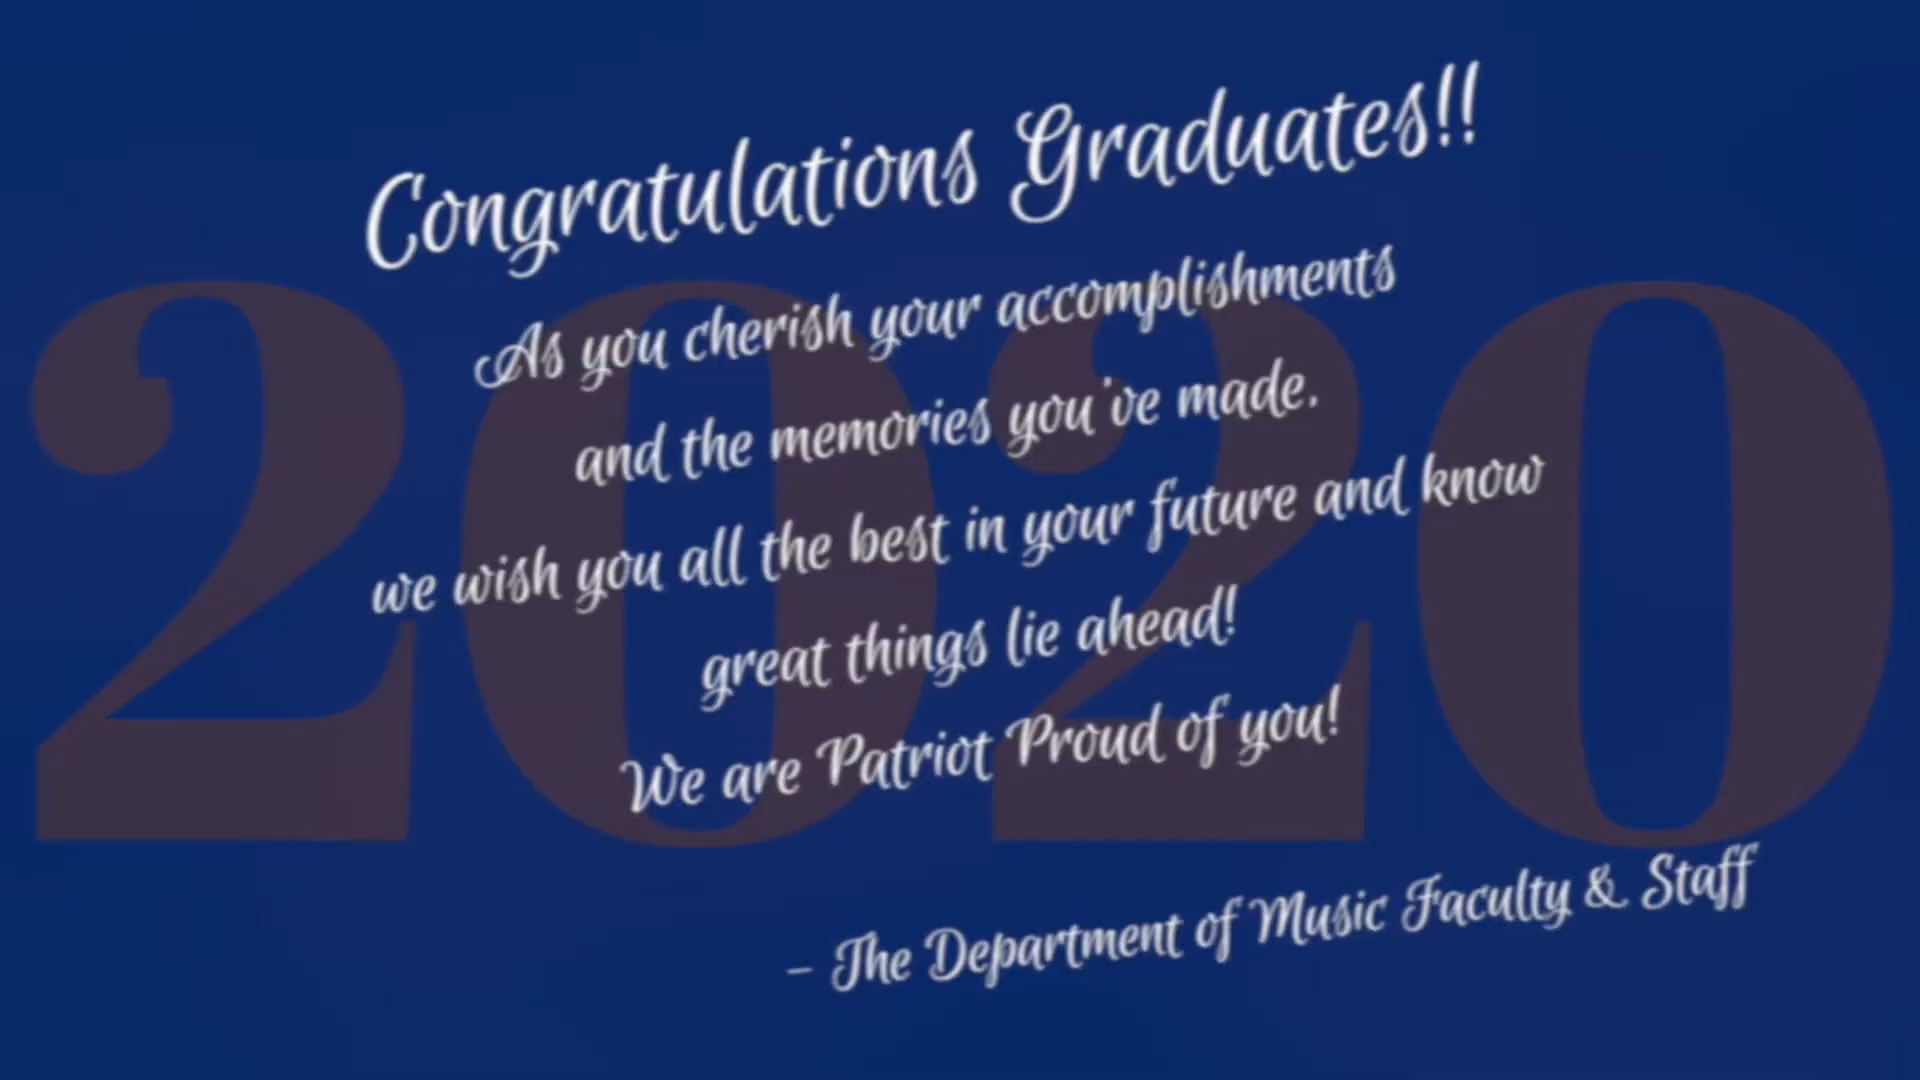 Congratulations Graduates!!
As you cherish your accomplishments
and the memories you've made.
we wish you all the best in your future and know
great things lie ahead!
We are Patriot Proud of you!
– The Department of Music Faculty & Staff
2020